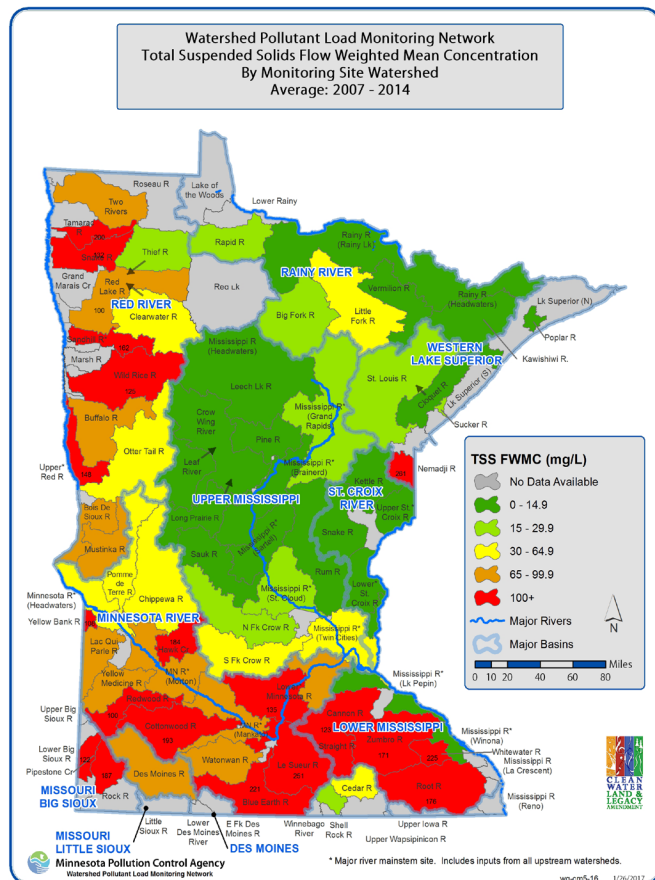 Watershed Pollutant Load Monitoring Network
Total Suspended Solids Flow Weighted Mean Concentration
By Monitoring Site Watershed
Average: 2007 - 2014
Roseau R
Lake of
the Woods
Two
Rivers
Lower Rainy
Rapid R
Rainy R
(Rainy Lk)
Thief R
RAINY RIVER
Grand
Marais Cr
Red
Lake R
RED RIVER
100
Clearwater R
Vermilion R
Rainy R
(Headwaters)
Lk Superior (N)
Big Fork R
Little
Fork R
Poplar R
Kawishiwi R.
Mississippi R
(Headwaters)
WESTERN
LAKE SUPERIOR
Marsh R
Wild Rice R
Leech Lk R
St. Louis R
Cloquet R
Lk Superior (S)
Sucker R
Buffalo R
Crow
Wing
River
Mississippi R*
(Grand
Rapids)
Otter Tail R
Pine R
Upper*
Red R
148
Leaf
River
Mississippi R*
(Brainerd)
Nemadji R
Kettle R
UPPER MISSISSIPPI
ST. CROIX
RIVER
Upper St.*
Croix R
Bois De
Sioux R
Long Prairie R
Snake R
Mustinka R
Mississippi R*
(Sartell)
Sauk R
Rum R
Lower*
St.
Croix R
Minnesota R*
(Headwaters)
Pomme
de
Terre R
Chippewa R
Mississippi R*
(St. Cloud)
Yellow Bank R
MINNESOTA RIVER
N Fk Crow R
Mississippi R*
(Twin Cities)
Lac Qui
Parle R
Hawk Cr
S Fk Crow R
MN R*
(Morton)
Yellow
Medicine R
Mississippi R*
(Lk Pepin)
Upper Big
Sioux R
Redwood R
Cottonwood R
193
133
Cannon R
LOWER MISSISSIPPI
Zumbro R
171
225
Mississippi R*
(Winona)
Whitewater R
Mississippi R
(La Crescent)
Lower Big
Sioux R
122
Pipestone Cr
187
Des Moines R
Watonwan R
Le Sueur R
251
221
Blue Earth R
Cedar R
Root R
Mississippi R
(Reno)
MISSOURI
BIG SIOUX
Rock R
Little
Sioux R
Lower
Des Moines
River
E Fk Des
Moines R
Winnebage
River
Shell
Rock R
Upper Iowa R
Upper Wapsipinicon R
MISSOURI
LITTLE SIOUX
DES MOINES
TSS FWMC (mg/L)
No Data Available
0 - 14.9
15 - 29.9
30 - 64.9
65 - 99.9
100+
Major Rivers
Major Basins
N
0 10 20 40 60 80 Miles
CLEAN
WATER
LAND &
LEGACY
AMENDMENT
Minnesota Pollution Control Agency
Watershed Pollutant Load Monitoring Network
* Major river mainstem site. Includes inputs from all upstream watersheds.
wq-cm5-16 1/26/2017